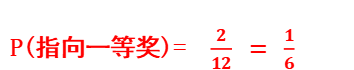 P(指向一等奖)= 2/12 = 1/6